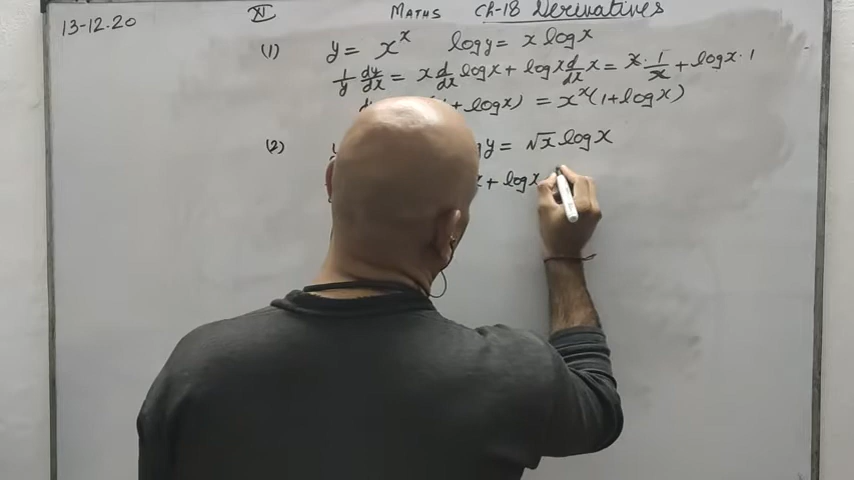 13-12.20 XI MATHS Ch-18 Derivatives
(1) y = x^x log y = x log x
1/y dy/dx = x d/dx log x + log x d/dx x = x · 1/x + log x · 1
+ log x) = x^x (1 + log x)
(2) y = √x log x
+ log x